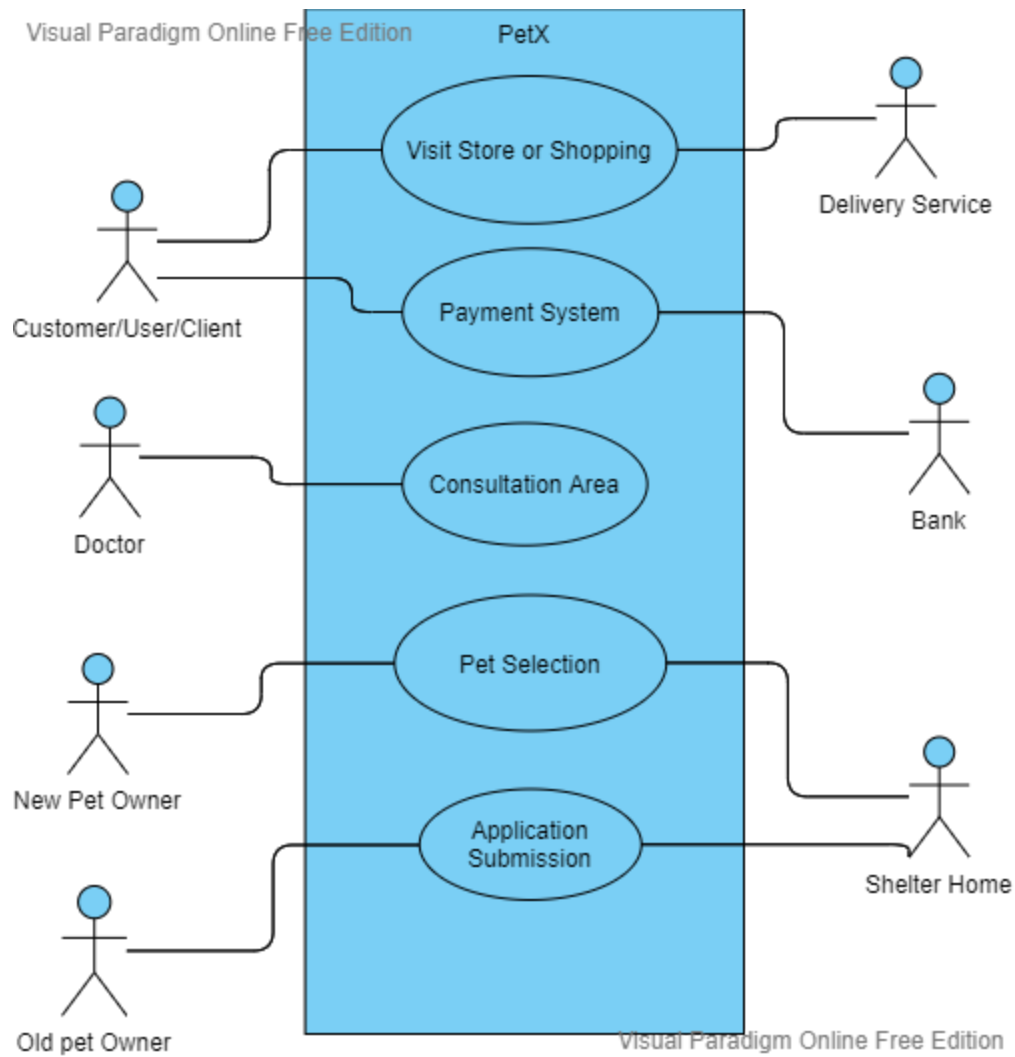 Visual Paradigm Online Free Edition
PetX
Visit Store or Shopping
Delivery Service
Customer/User/Client
Payment System
Consultation Area
Bank
Doctor
Pet Selection
New Pet Owner
Application
Submission
Shelter Home
Old pet Owner
Visual Paradigm Online Free Edition